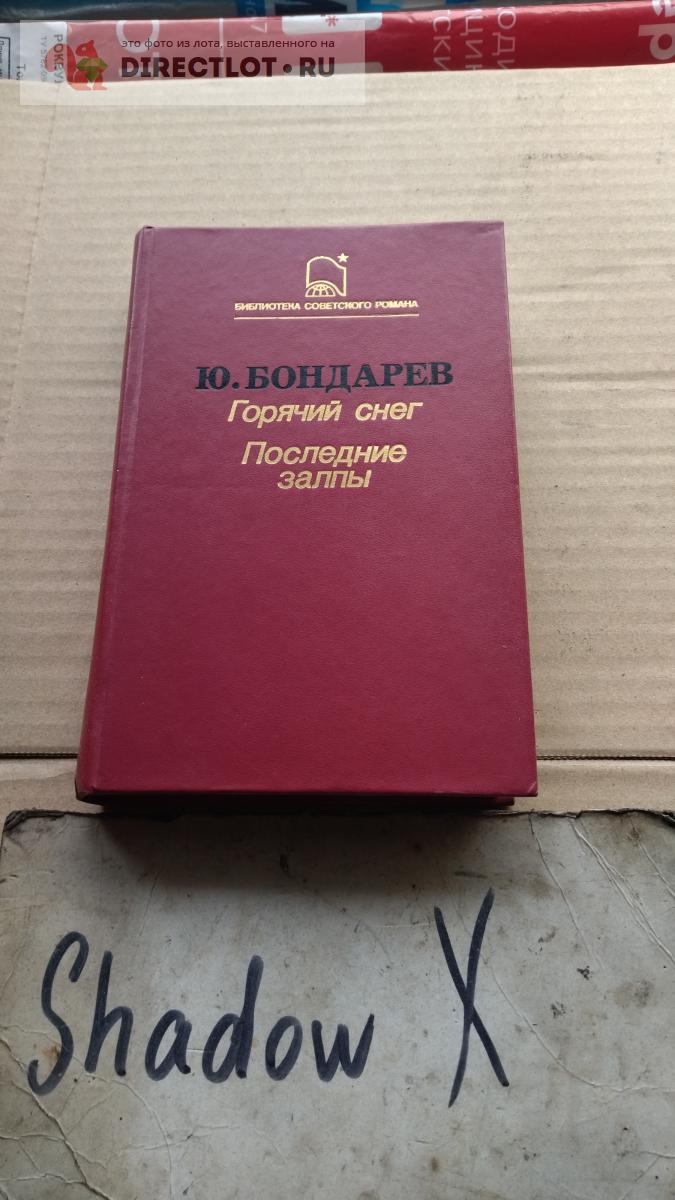 это фото из лота, выставленного на
DIRECTLOT.RU
БИБЛИОТЕКА СОВЕТСКОГО РОМАНА
Ю. БОНДАРЕВ
Горячий снег
Последние
залпы
Shadow X